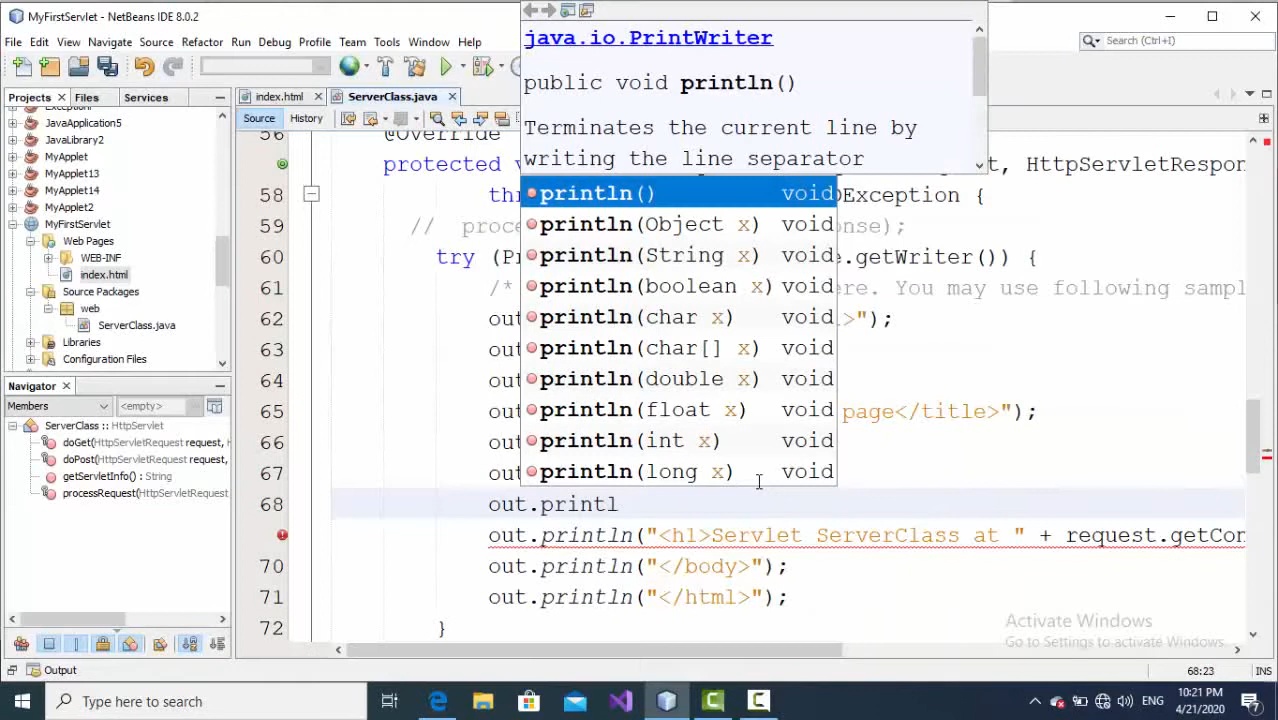 MyFirstServlet - NetBeans IDE 8.0.2
File Edit View Navigate Source Refactor Run Debug Profile Team Tools Window Help
Search (Ctrl+I)
Projects Files Services
index.html ServerClass.java
Source History
JavaApplication5
JavaLibrary2
MyApplet
MyApplet13
MyApplet14
MyApplet2
MyFirstServlet
Web Pages
WEB-INF
index.html
Source Packages
web
ServerClass.java
Libraries
Configuration Files
Navigator
Members <empty>
ServerClass :: HttpServlet
doGet(HttpServletRequest request,
doPost(HttpServletRequest request,
getServletInfo() : String
processRequest(HttpServletRequest
java.io.PrintWriter
public void println()
Terminates the current line by
writing the line separator
println() void
println(Object x) void
println(String x) void
println(boolean x) void
println(char x) void
println(char[] x) void
println(double x) void
println(float x) void
println(int x) void
println(long x) void
56 @Override
protected , HttpServletRespon
58 thr OException {
59 // proce nse);
60 try (Pr e.getWriter()) {
61 /* ere. You may use following sampl
62 out >");
63 out
64 out
65 out page</title>");
66 out
67 out
68 out.printl
out.println("<h1>Servlet ServerClass at " + request.getCon
70 out.println("</body>");
71 out.println("</html>");
72 }
Activate Windows
Go to Settings to activate Windows.
Output
68:23 INS
Type here to search
ENG
10:21 PM
4/21/2020
7